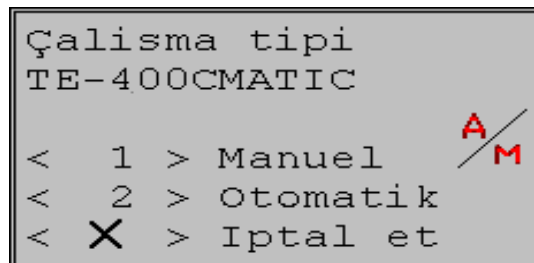 Çalisma tipi
TE-400CMATIC
A/M
< 1 > Manuel
< 2 > Otomatik
< X > Iptal et